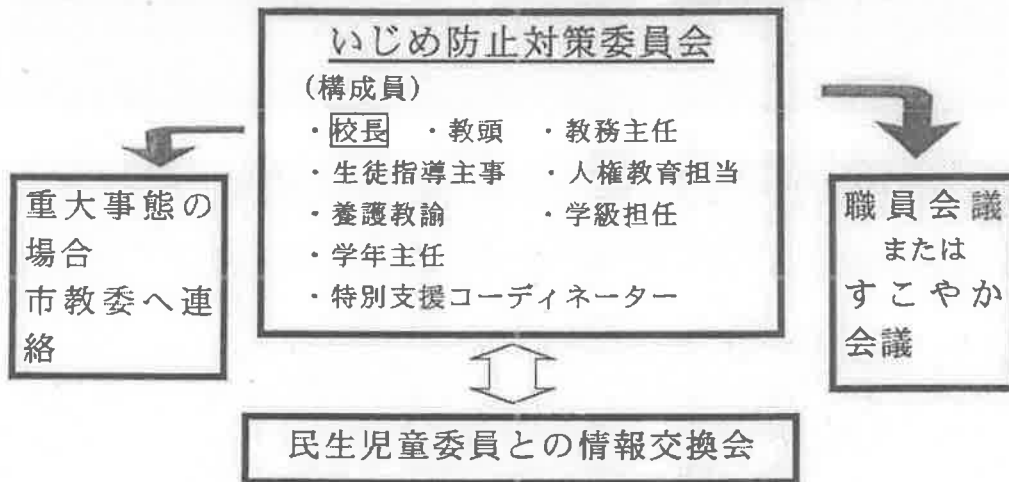 いじめ防止対策委員会
(構成員)
・校長 ・教頭 ・教務主任
・生徒指導主事 ・人権教育担当
・養護教諭 ・学級担任
・学年主任
・特別支援コーディネーター
重大事態の
場合
市教委へ連
絡
職員会議
または
すこやか
会議
民生児童委員との情報交換会